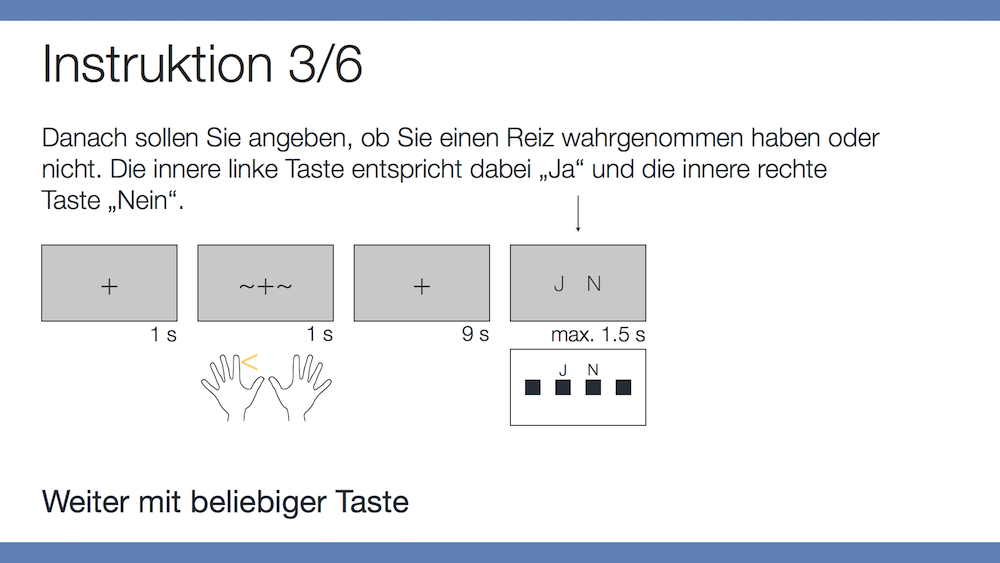 Instruktion 3/6
Danach sollen Sie angeben, ob Sie einen Reiz wahrgenommen haben oder
nicht. Die innere linke Taste entspricht dabei „Ja“ und die innere rechte
Taste „Nein“.
+
~+~
+
J N
1 s
1 s
9 s
max. 1.5 s
J N
Weiter mit beliebiger Taste